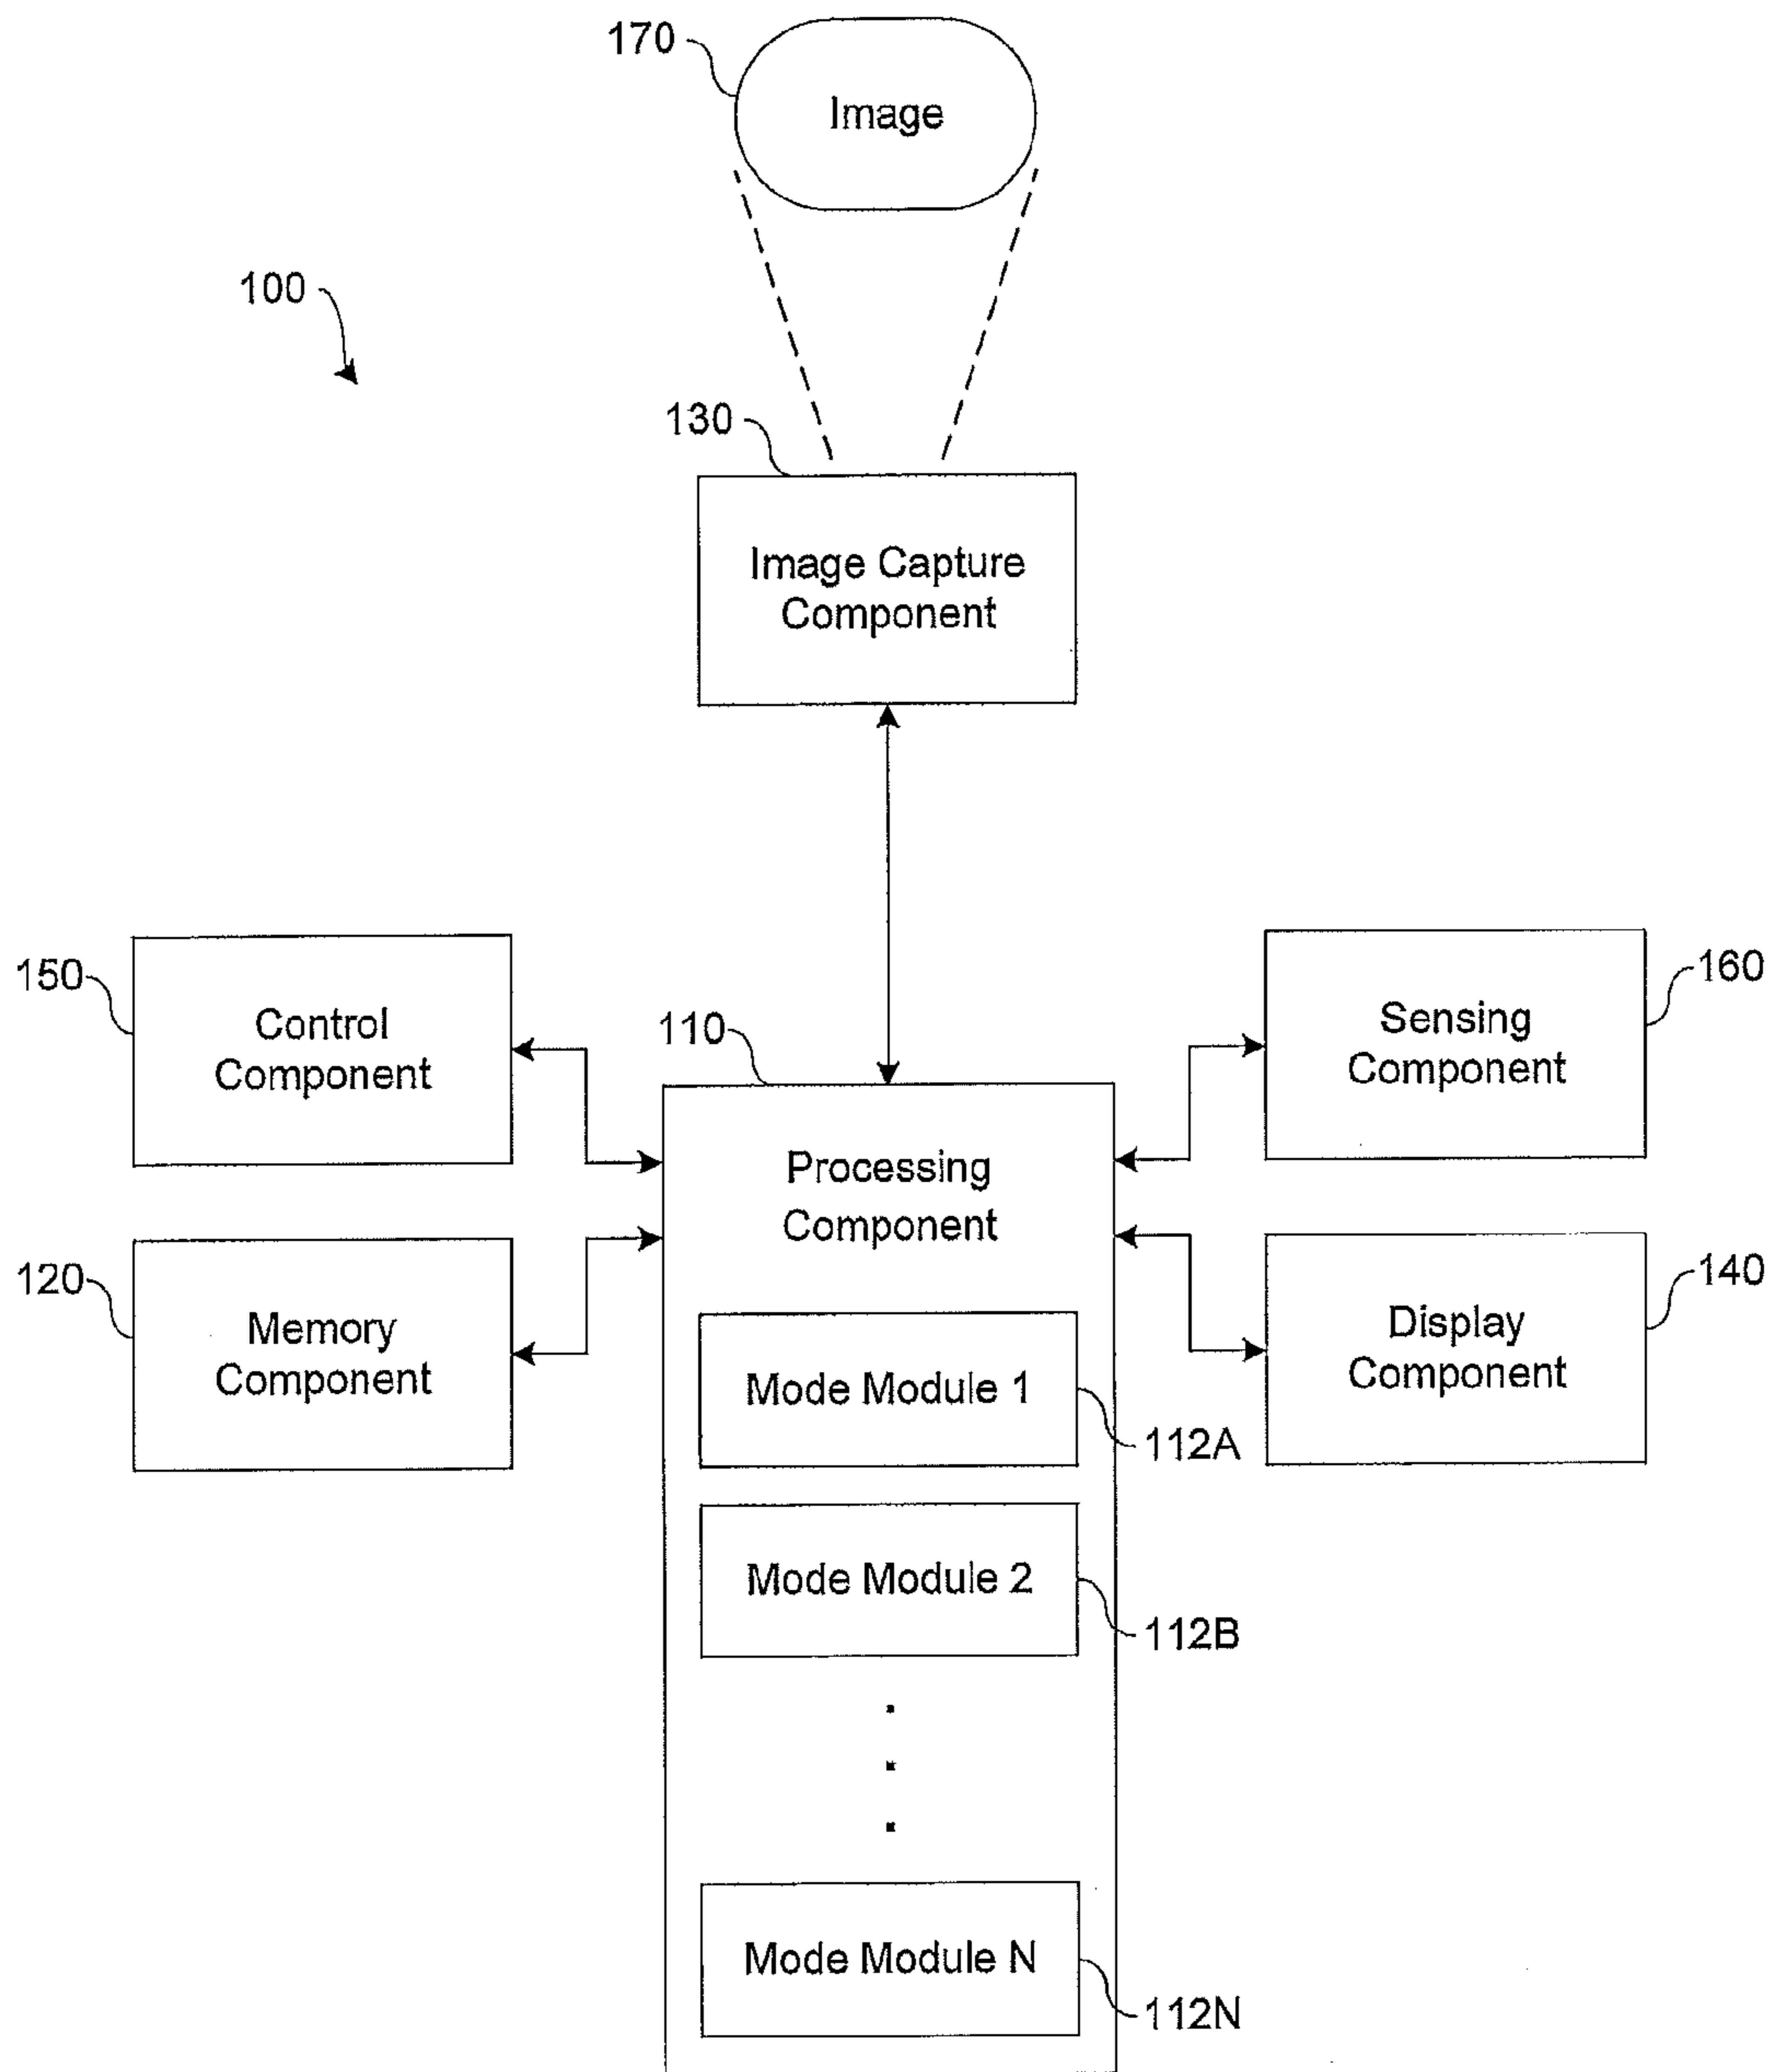 170
Image
100
130
Image Capture
Component
150
Control
Component
110
160
Sensing
Component
Processing
Component
120
Memory
Component
140
Display
Component
Mode Module 1
112A
Mode Module 2
112B
Mode Module N
112N